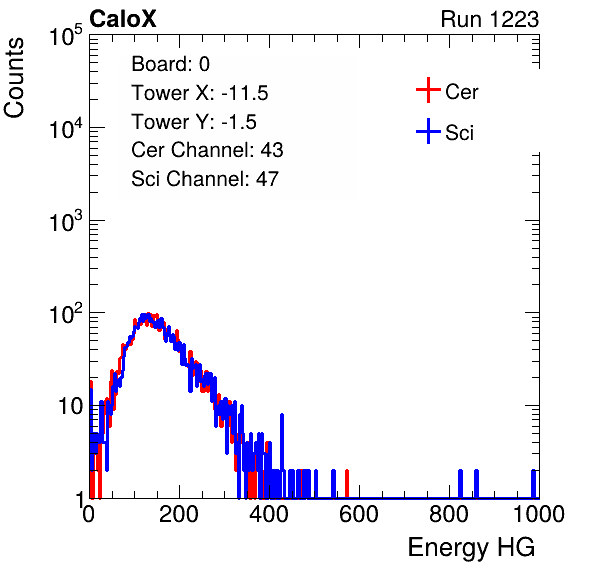 CaloX Run 1223
Counts
10^5
10^4
10^3
10^2
10
1
Board: 0
Tower X: -11.5
Tower Y: -1.5
Cer Channel: 43
Sci Channel: 47
Cer
Sci
0 200 400 600 800 1000
Energy HG